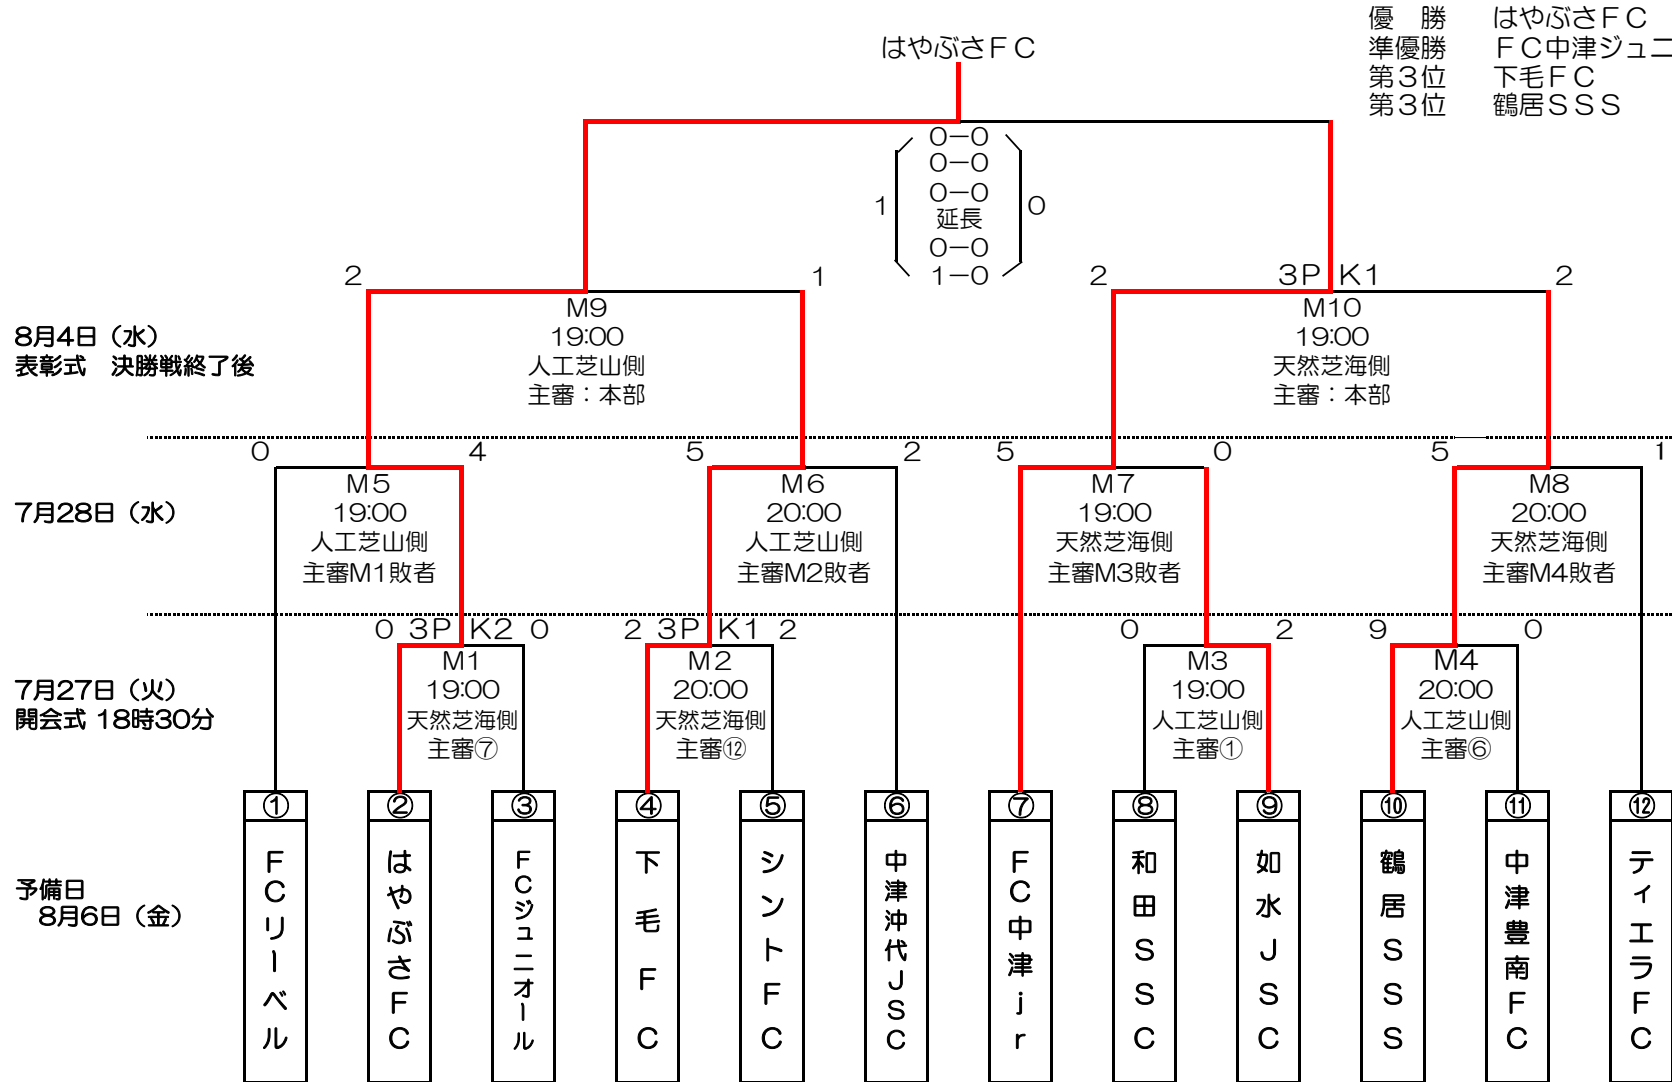 優　勝　はやぶさＦＣ
準優勝　ＦＣ中津ジュニ
第３位　下毛ＦＣ
第３位　鶴居ＳＳＳ
はやぶさＦＣ
0ー0
0ー0
0ー0
1 延長 0
0ー0
1ー0
2 1 2 3P K1 2
8月4日（水）
表彰式　決勝戦終了後
M9
19:00
人工芝山側
主審：本部
M10
19:00
天然芝海側
主審：本部
0 4 5 2 5 0 5 1
7月28日（水）
M5
19:00
人工芝山側
主審M1敗者
M6
20:00
人工芝山側
主審M2敗者
M7
19:00
天然芝海側
主審M3敗者
M8
20:00
天然芝海側
主審M4敗者
0 3P K2 0 2 3P K1 2 0 2 9 0
7月27日（火）
開会式 18時30分
M1
19:00
天然芝海側
主審⑦
M2
20:00
天然芝海側
主審⑫
M3
19:00
人工芝山側
主審①
M4
20:00
人工芝山側
主審⑥
予備日
8月6日（金）
①
ＦＣリーベル
②
はやぶさＦＣ
③
ＦＣジュニオール
④
下毛ＦＣ
⑤
シントＦＣ
⑥
中津沖代ＪＳＣ
⑦
ＦＣ中津ｊｒ
⑧
和田ＳＳＣ
⑨
如水ＪＳＣ
⑩
鶴居ＳＳＳ
⑪
中津豊南ＦＣ
⑫
ティエラＦＣ